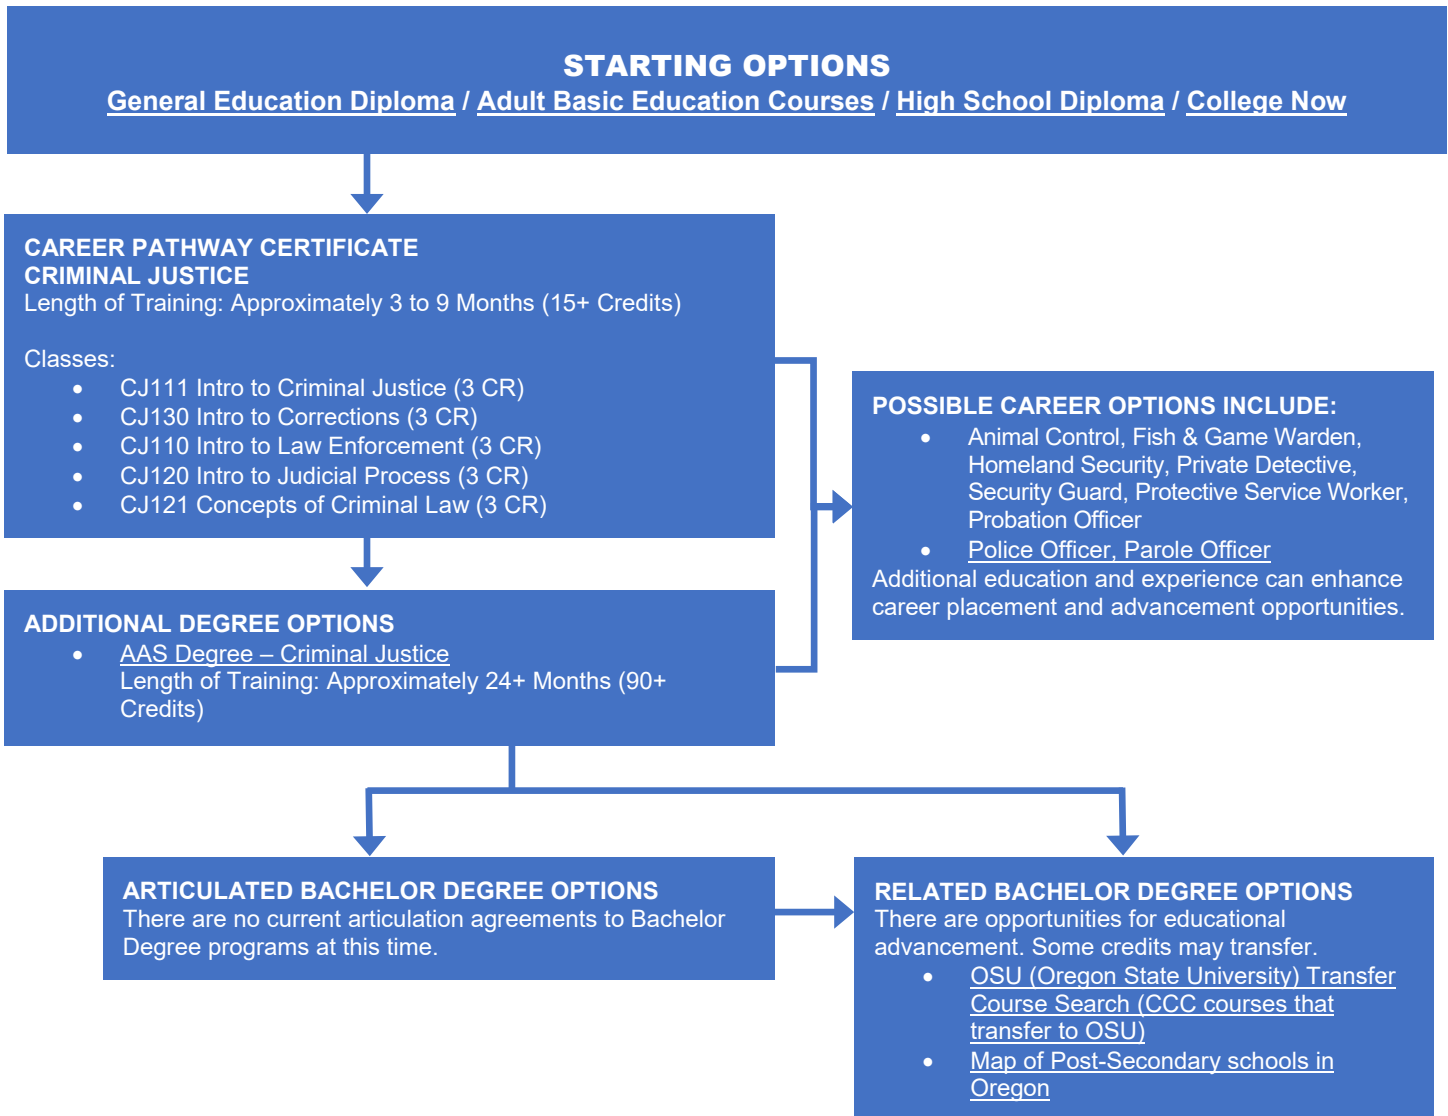 STARTING OPTIONS
General Education Diploma / Adult Basic Education Courses / High School Diploma / College Now
CAREER PATHWAY CERTIFICATE
CRIMINAL JUSTICE
Length of Training: Approximately 3 to 9 Months (15+ Credits)
Classes:
• CJ111 Intro to Criminal Justice (3 CR)
• CJ130 Intro to Corrections (3 CR)
• CJ110 Intro to Law Enforcement (3 CR)
• CJ120 Intro to Judicial Process (3 CR)
• CJ121 Concepts of Criminal Law (3 CR)
POSSIBLE CAREER OPTIONS INCLUDE:
• Animal Control, Fish & Game Warden,
Homeland Security, Private Detective,
Security Guard, Protective Service Worker,
Probation Officer
• Police Officer, Parole Officer
Additional education and experience can enhance
career placement and advancement opportunities.
ADDITIONAL DEGREE OPTIONS
• AAS Degree – Criminal Justice
Length of Training: Approximately 24+ Months (90+
Credits)
ARTICULATED BACHELOR DEGREE OPTIONS
There are no current articulation agreements to Bachelor
Degree programs at this time.
RELATED BACHELOR DEGREE OPTIONS
There are opportunities for educational
advancement. Some credits may transfer.
• OSU (Oregon State University) Transfer
Course Search (CCC courses that
transfer to OSU)
• Map of Post-Secondary schools in
Oregon